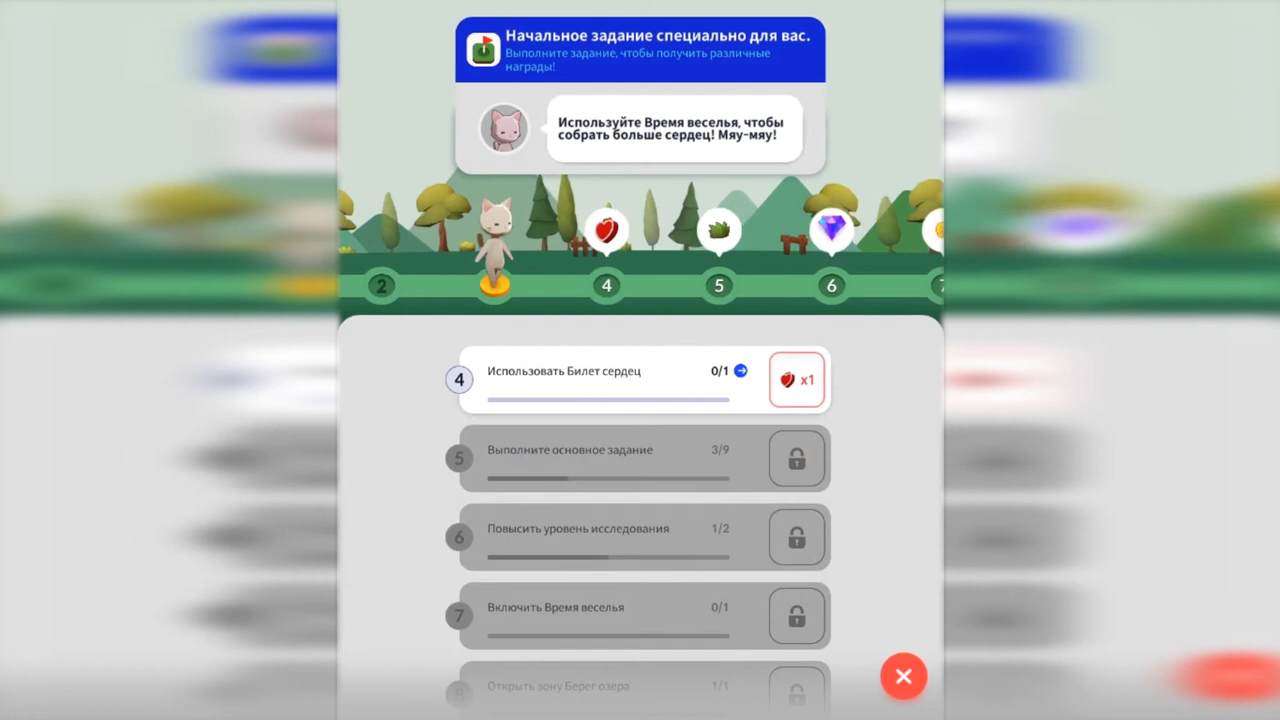 Начальное задание специально для вас.
Выполните задание, чтобы получить различные
награды!
Используйте Время веселья, чтобы
собрать больше сердец! Мяу-мяу!
2
4
5
6
7
4
Использовать Билет сердец
0/1
x1
5
Выполните основное задание
3/9
6
Повысить уровень исследования
1/2
7
Включить Время веселья
0/1
8
Открыть зону Берег озера
1/1